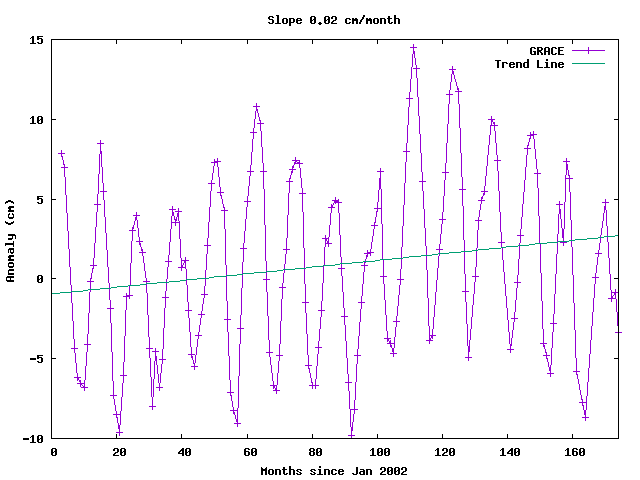 Slope 0.02 cm/month
GRACE
Trend Line
15
10
5
0
-5
-10
Anomaly (cm)
0 20 40 60 80 100 120 140 160
Months since Jan 2002